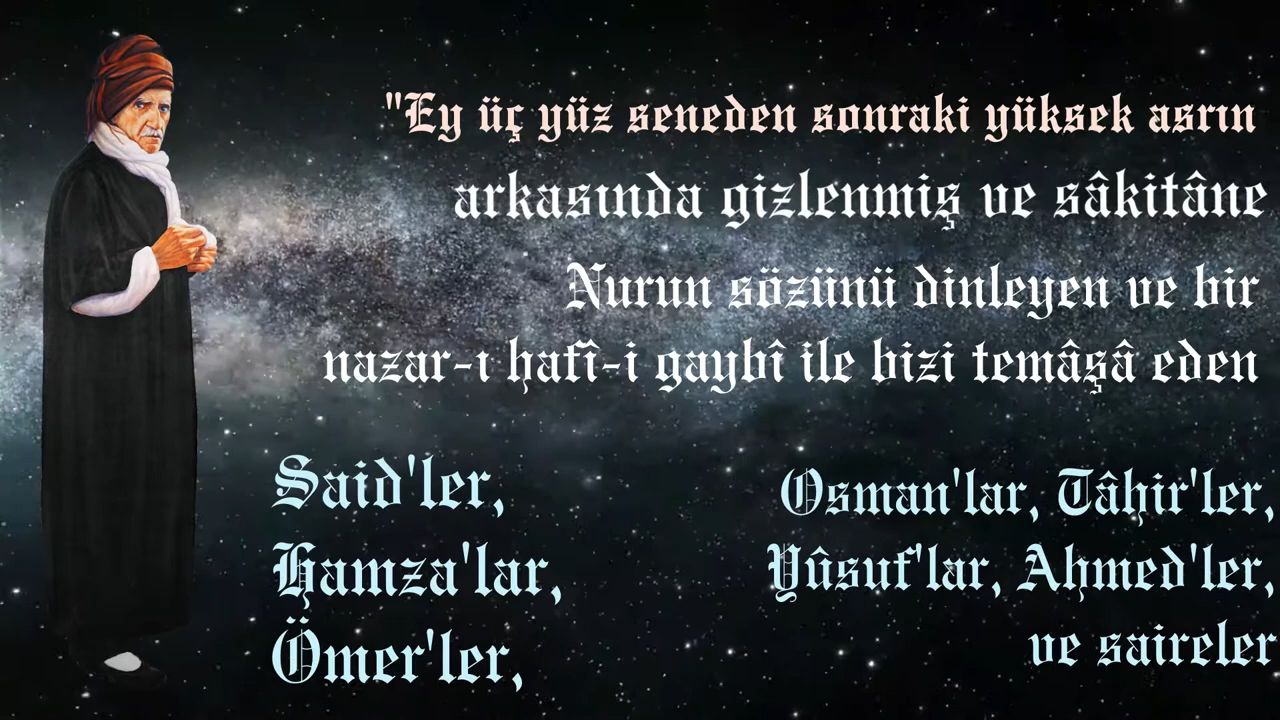 "Ey üç yüz seneden sonraki yüksek asrın
arkasında gizlenmiş ve sâkitâne
Nurun sözünü dinleyen ve bir
nazar-ı hafî-i gaybî ile bizi temâşâ eden
Said'ler,
Hamza'lar,
Ömer'ler,
Osman'lar, Tâhir'ler,
Yûsuf'lar, Ahmed'ler,
ve saireler